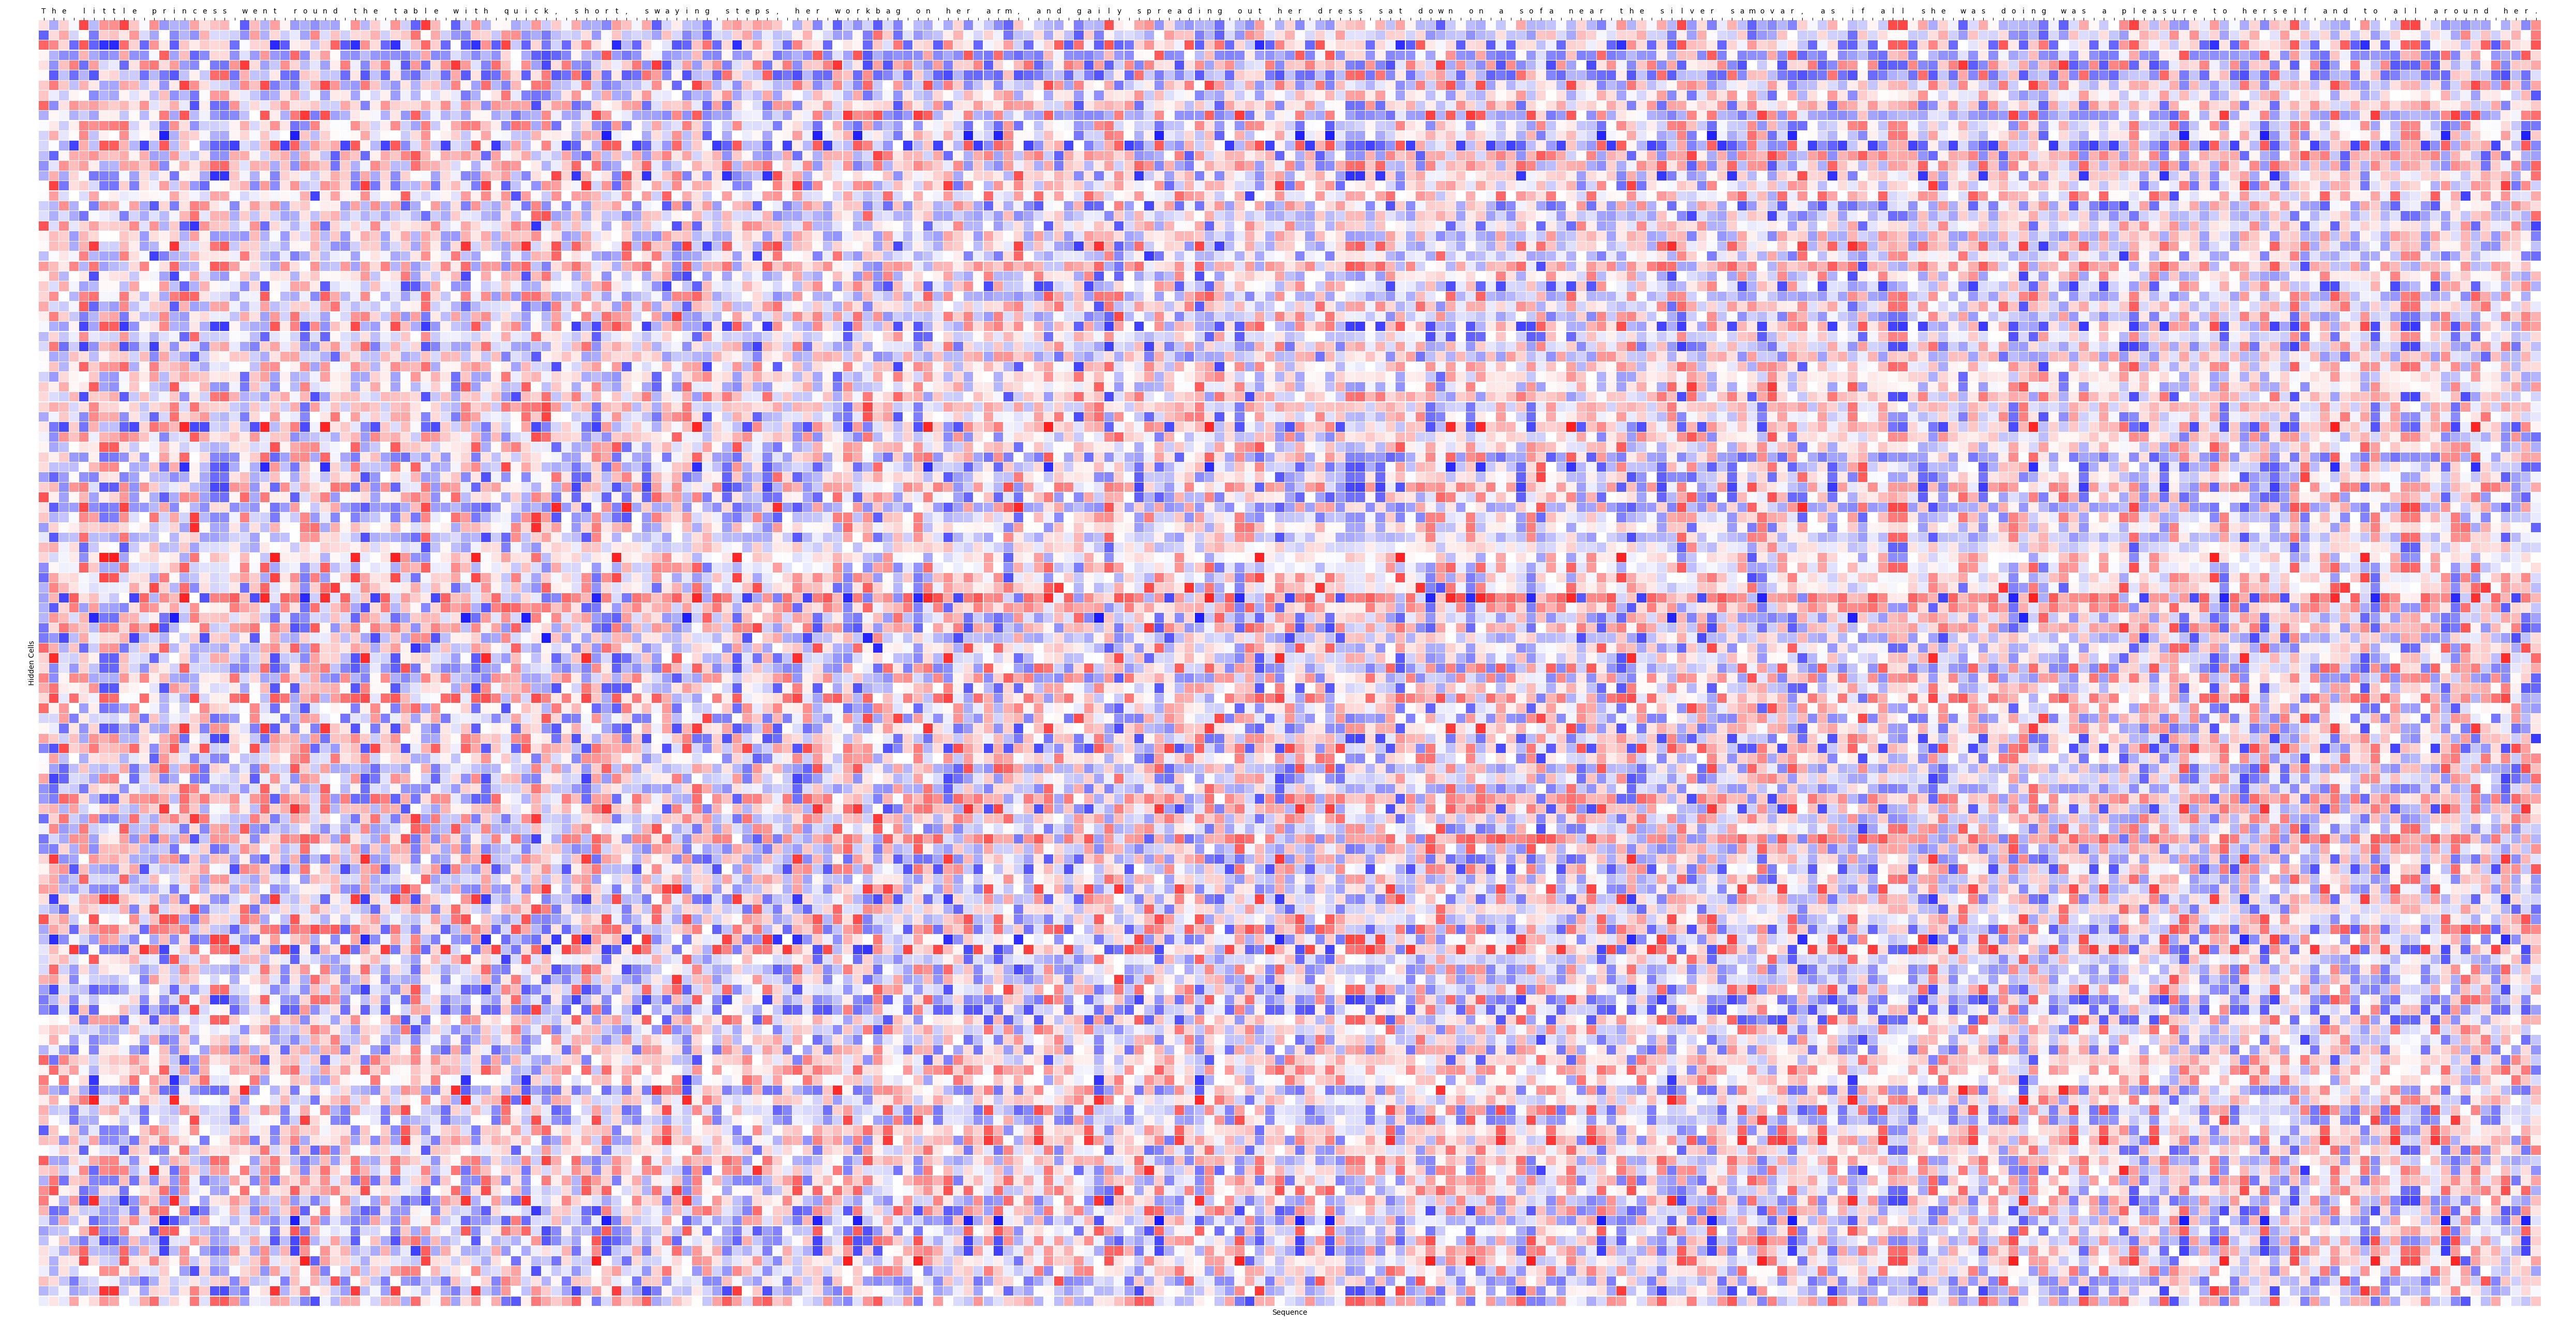 The little princess went round the table with quick, short, swaying steps, her workbag on her arm, and gaily spreading out her dress sat down on a sofa near the silver samovar, as if all she was doing was a pleasure to herself and to all around her.
Hidden Cells
Sequence